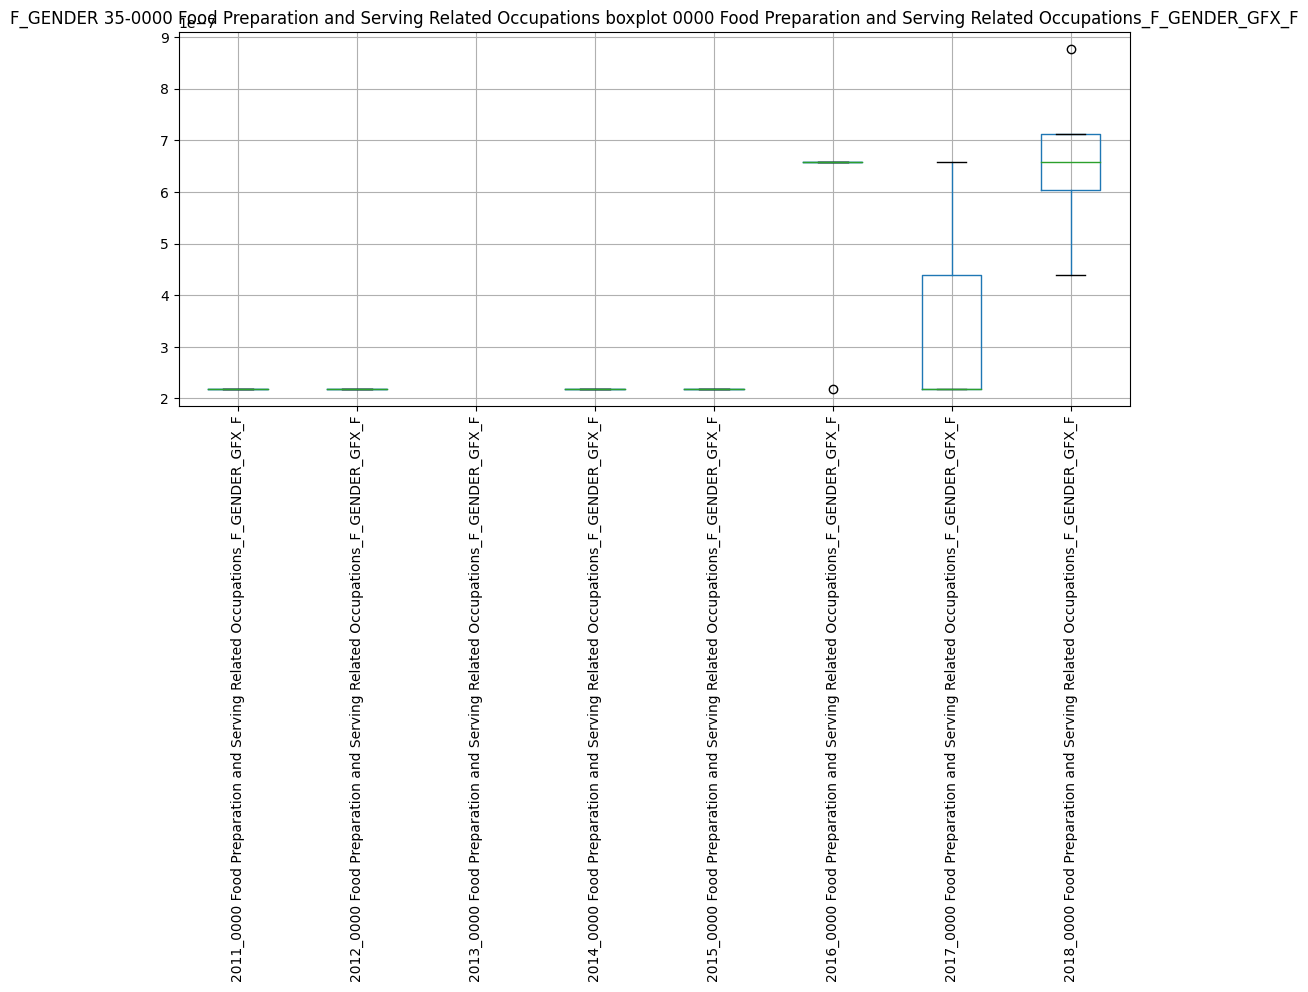 F_GENDER 35-0000 Food Preparation and Serving Related Occupations boxplot 0000 Food Preparation and Serving Related Occupations_F_GENDER_GFX_F
1e−7
9
8
7
6
5
4
3
2
2011_0000 Food Preparation and Serving Related Occupations_F_GENDER_GFX_F
2012_0000 Food Preparation and Serving Related Occupations_F_GENDER_GFX_F
2013_0000 Food Preparation and Serving Related Occupations_F_GENDER_GFX_F
2014_0000 Food Preparation and Serving Related Occupations_F_GENDER_GFX_F
2015_0000 Food Preparation and Serving Related Occupations_F_GENDER_GFX_F
2016_0000 Food Preparation and Serving Related Occupations_F_GENDER_GFX_F
2017_0000 Food Preparation and Serving Related Occupations_F_GENDER_GFX_F
2018_0000 Food Preparation and Serving Related Occupations_F_GENDER_GFX_F